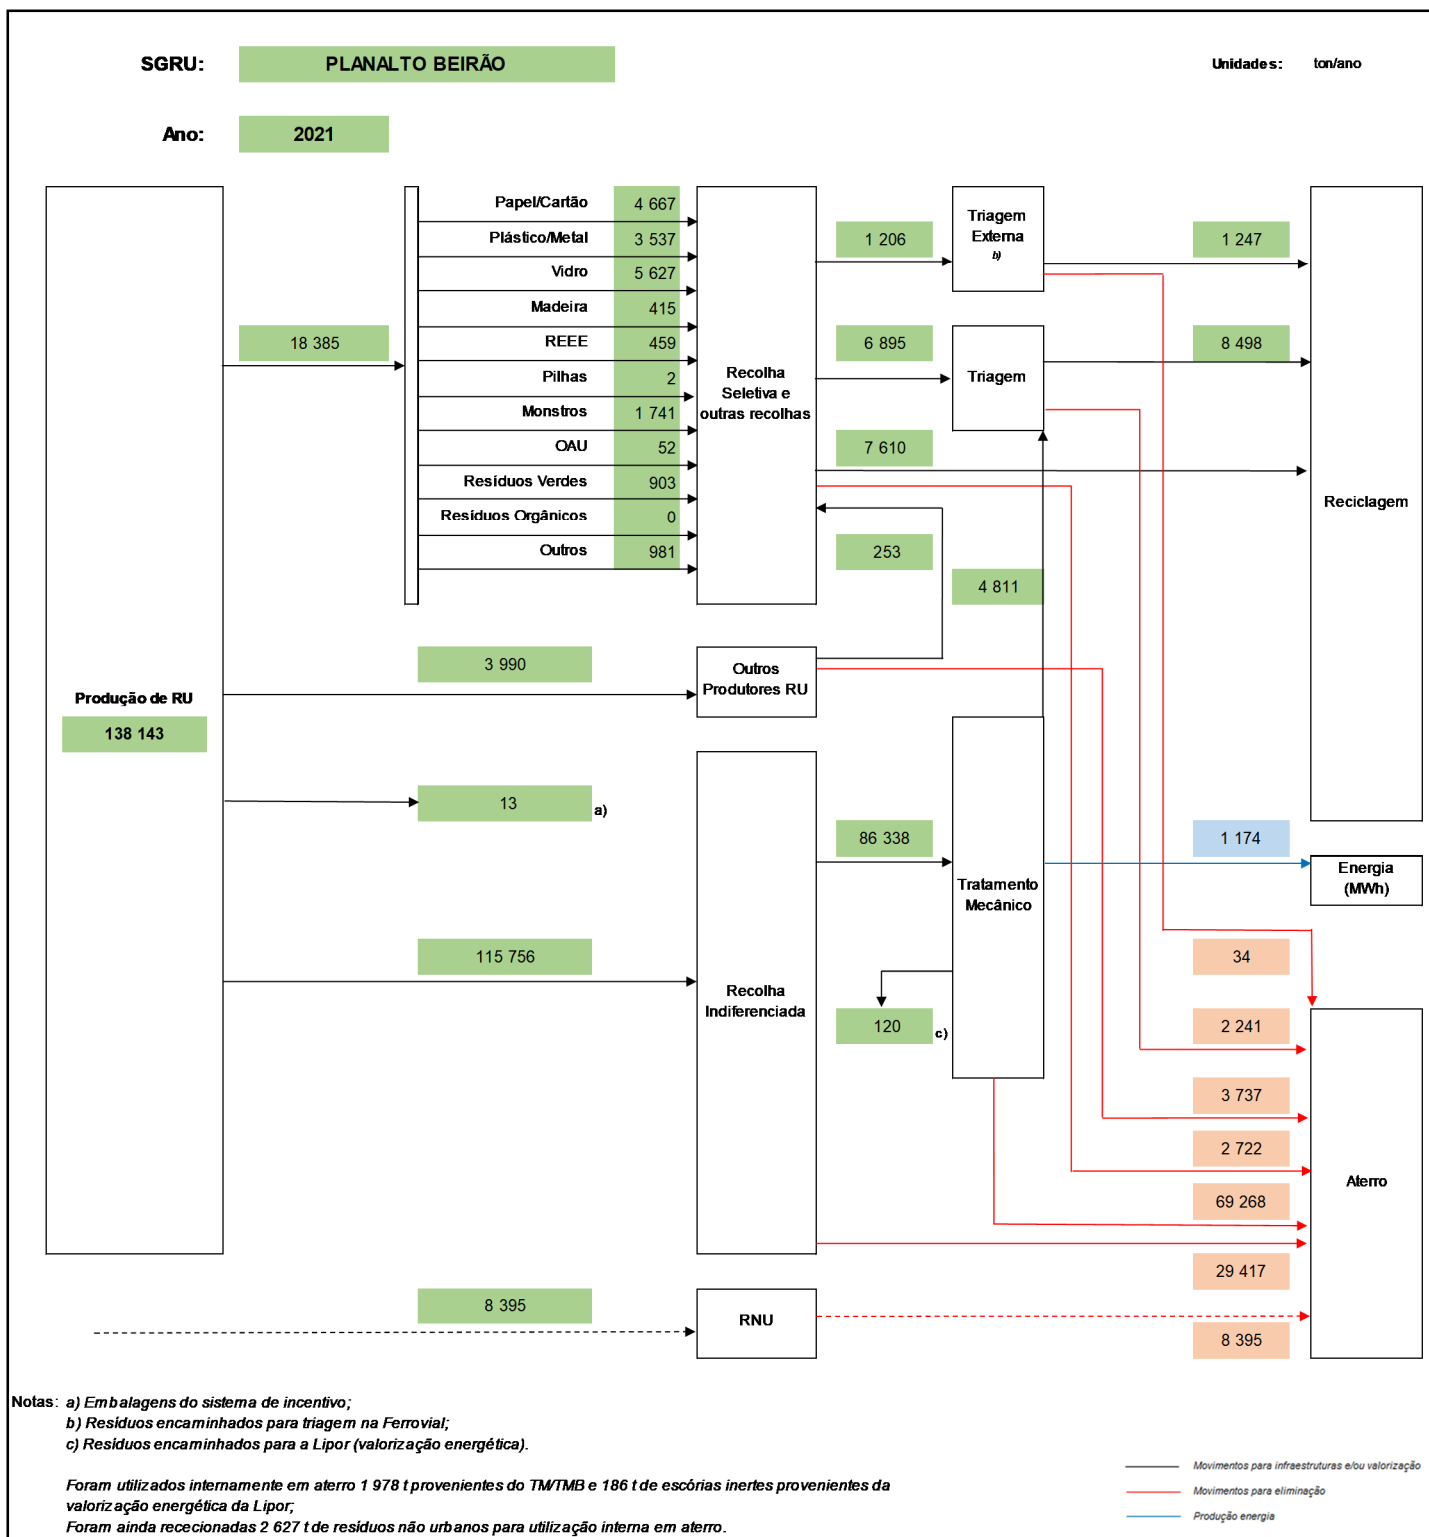 SGRU: PLANALTO BEIRÃO
Unidades: ton/ano
Ano: 2021
Papel/Cartão 4 667
Plástico/Metal 3 537
Vidro 5 627
Madeira 415
REEE 459
Pilhas 2
Monstros 1 741
OAU 52
Resíduos Verdes 903
Resíduos Orgânicos 0
Outros 981
18 385
Recolha
Seletiva e
outras recolhas
1 206
Triagem
Externa
b)
1 247
6 895
Triagem
8 498
7 610
Reciclagem
253
4 811
3 990
Outros
Produtores RU
Produção de RU
138 143
13 a)
86 338
Tratamento
Mecânico
1 174
Energia
(MWh)
115 756
Recolha
Indiferenciada
120 c)
34
2 241
3 737
2 722
69 268
Aterro
29 417
8 395
RNU
8 395
Notas: a) Embalagens do sistema de incentivo;
b) Resíduos encaminhados para triagem na Ferrovial;
c) Resíduos encaminhados para a Lipor (valorização energética).
Foram utilizados internamente em aterro 1 978 t provenientes do TM/TMB e 186 t de escórias inertes provenientes da
valorização energética da Lipor;
Foram ainda rececionadas 2 627 t de resíduos não urbanos para utilização interna em aterro.
Movimentos para infraestruturas e/ou valorização
Movimentos para eliminação
Produção energia